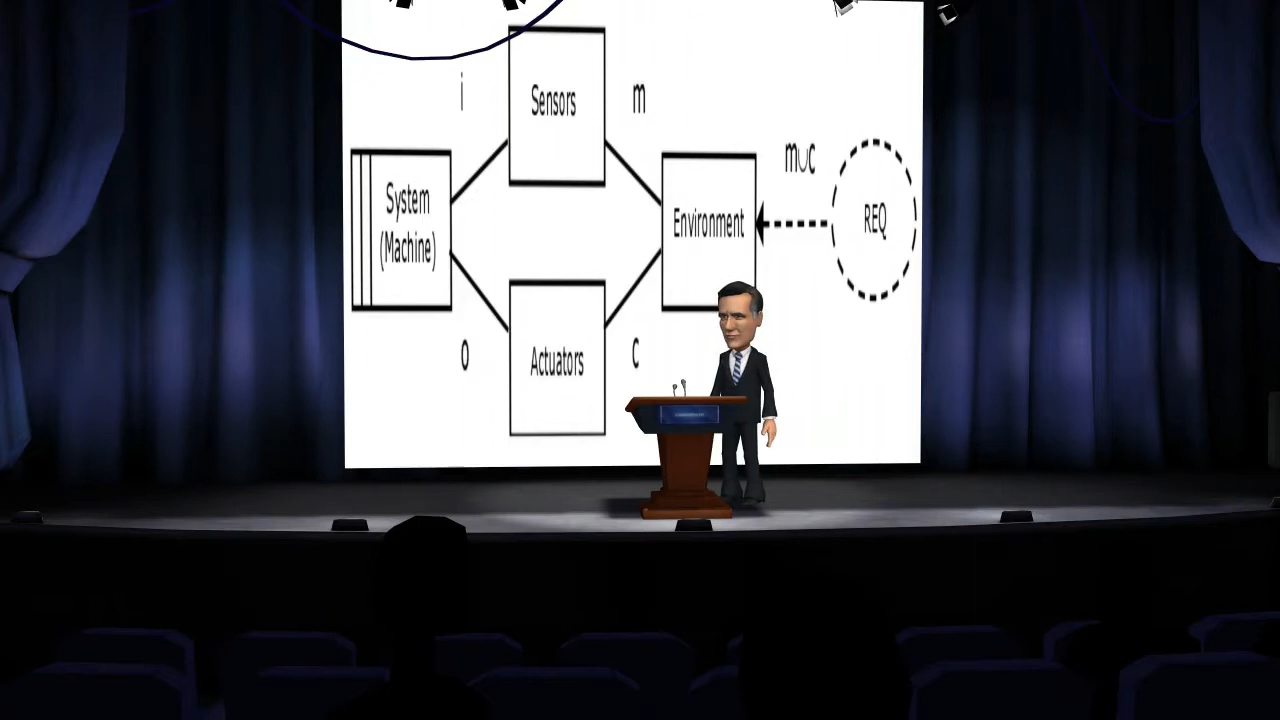 i
Sensors
m
m∪c
System
(Machine)
Environment
REQ
o
Actuators
c